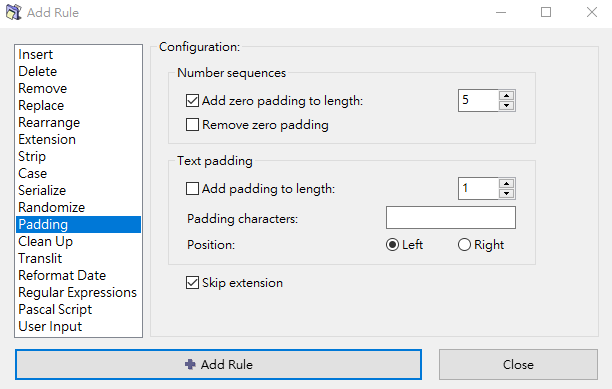 Add Rule
Configuration:
Insert
Delete
Remove
Replace
Rearrange
Extension
Strip
Case
Serialize
Randomize
Padding
Clean Up
Translit
Reformat Date
Regular Expressions
Pascal Script
User Input
Number sequences
Add zero padding to length: 5
Remove zero padding
Text padding
Add padding to length: 1
Padding characters:
Position: Left Right
Skip extension
Add Rule Close